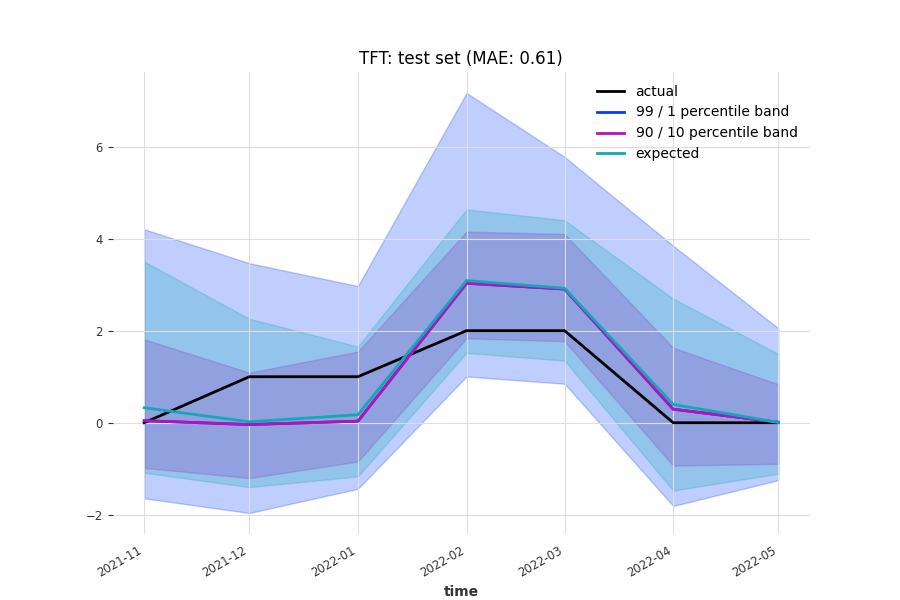 TFT: test set (MAE: 0.61)
actual
99 / 1 percentile band
90 / 10 percentile band
expected
6
4
2
0
−2
2021-11
2021-12
2022-01
2022-02
2022-03
2022-04
2022-05
time